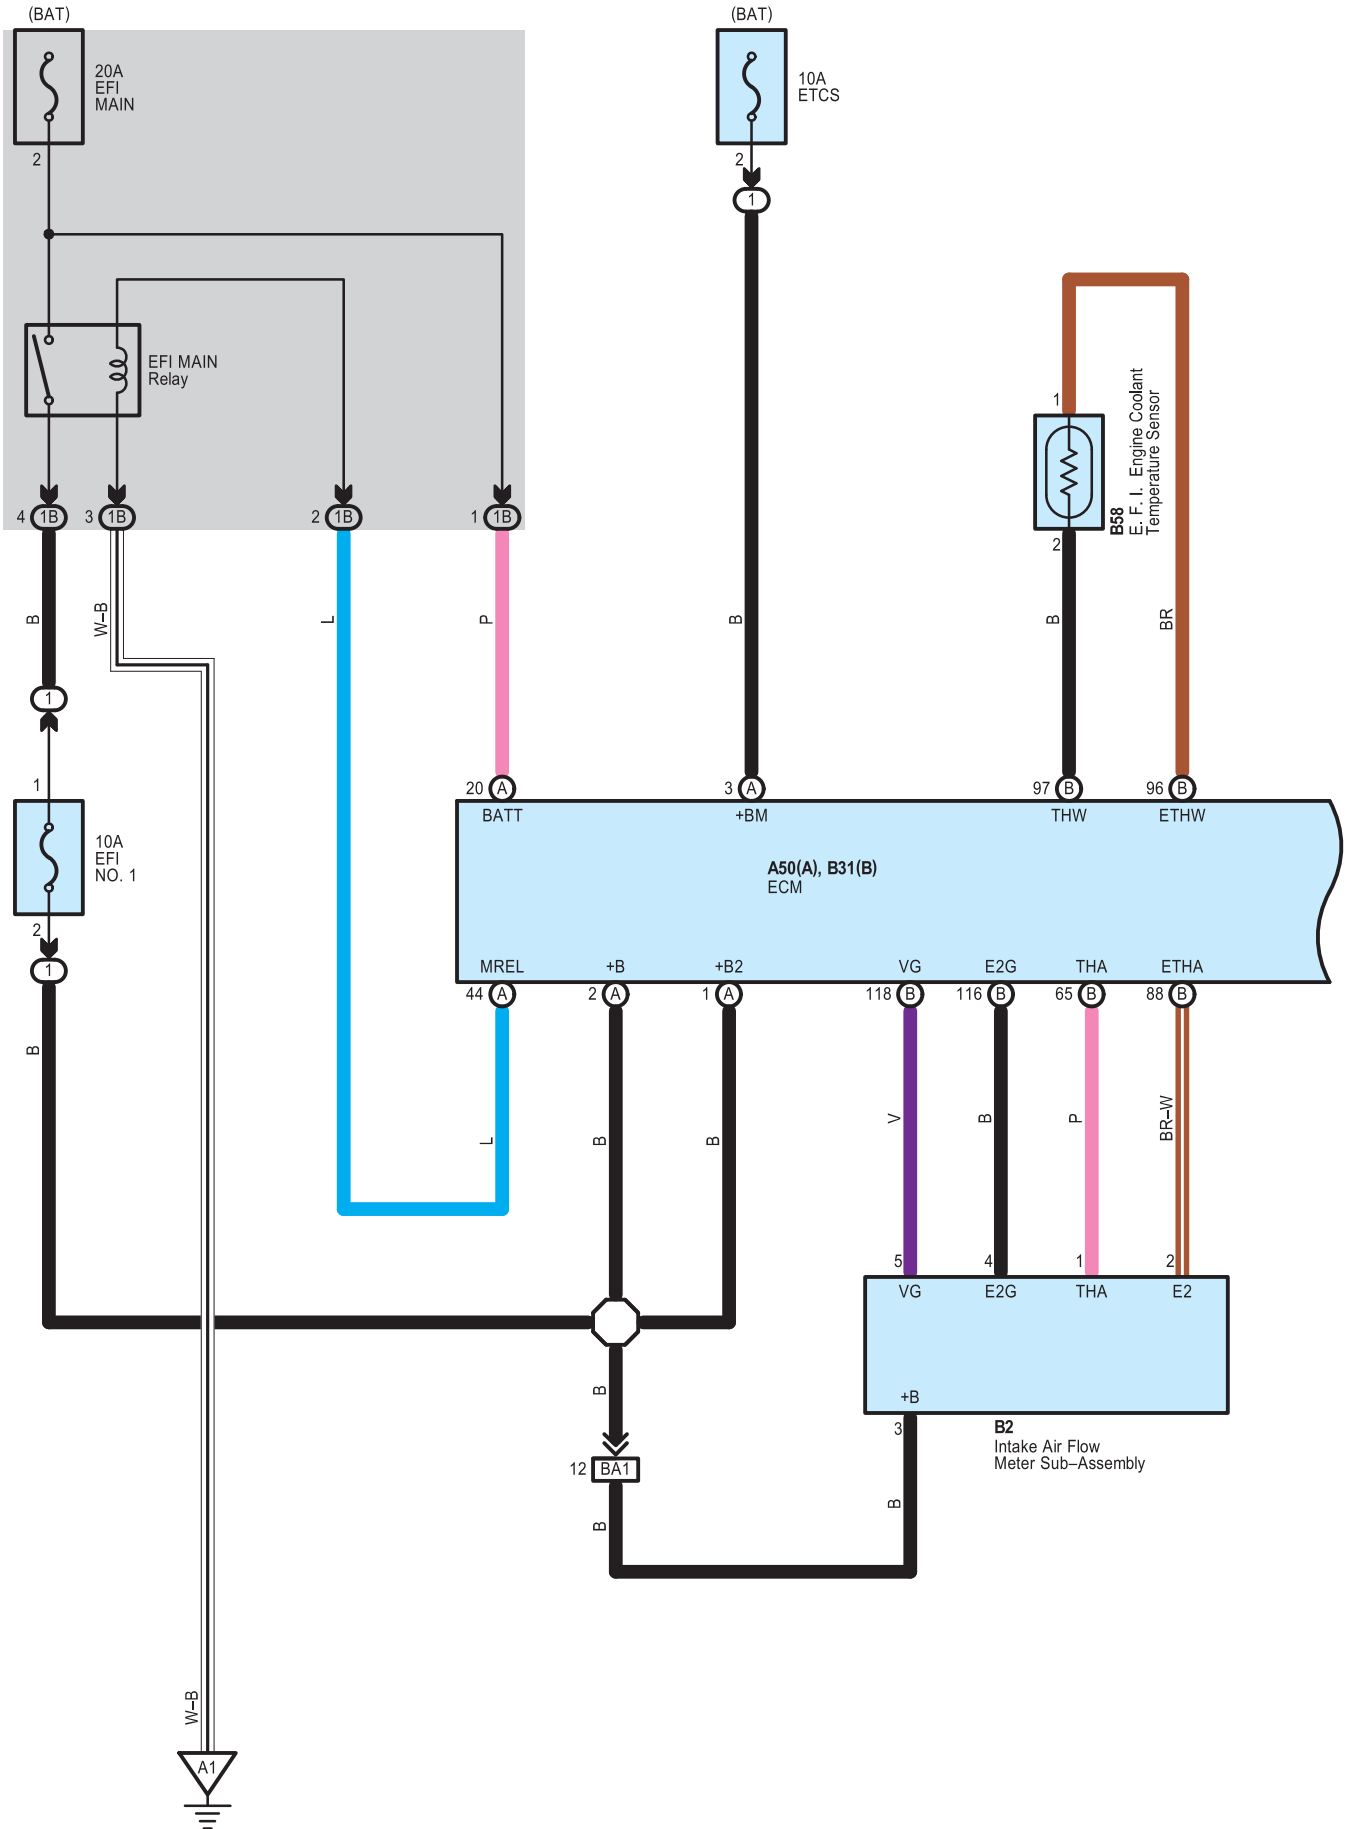 (BAT)
(BAT)
20A
EFI
MAIN
10A
ETCS
2
2
1
EFI MAIN
Relay
1
B58
E. F. I. Engine Coolant
Temperature Sensor
2
4 1B
3 1B
2 1B
1 1B
B
W–B
L
P
B
B
BR
1
1
10A
EFI
NO. 1
2
1
20 A
3 A
97 B
96 B
BATT
+BM
THW
ETHW
A50(A), B31(B)
ECM
MREL
+B
+B2
VG
E2G
THA
ETHA
44 A
2 A
1 A
118 B
116 B
65 B
88 B
B
L
B
B
V
B
P
BR–W
5
4
1
2
VG
E2G
THA
E2
+B
3
B2
Intake Air Flow
Meter Sub–Assembly
B
12 BA1
B
B
W–B
A1